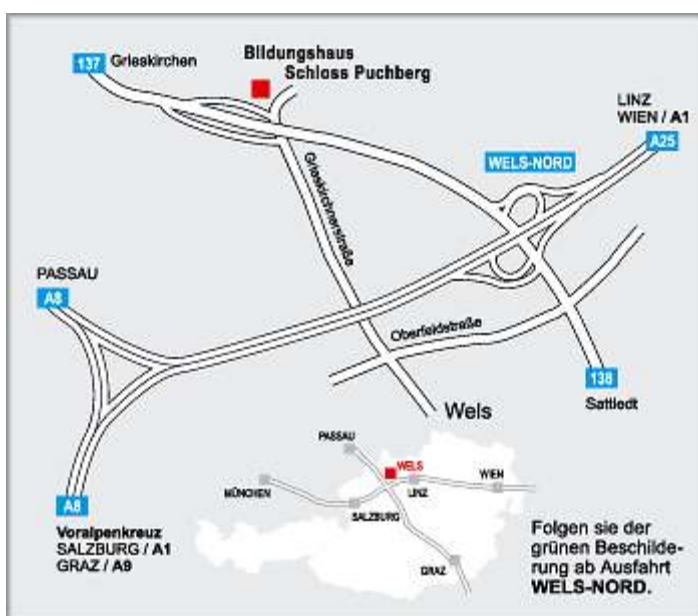 Bildungshaus
Schloss Puchberg
137 Grieskirchen
LINZ
WIEN / A1
A25
WELS-NORD
Grieskirchnerstraße
PASSAU
A8
Oberfeldstraße
138
Sattledt
Wels
PASSAU
WELS
MÜNCHEN
LINZ
WIEN
SALZBURG
GRAZ
A8
Voralpenkreuz
SALZBURG / A1
GRAZ / A9
Folgen sie der
grünen Beschilde-
rung ab Ausfahrt
WELS-NORD.